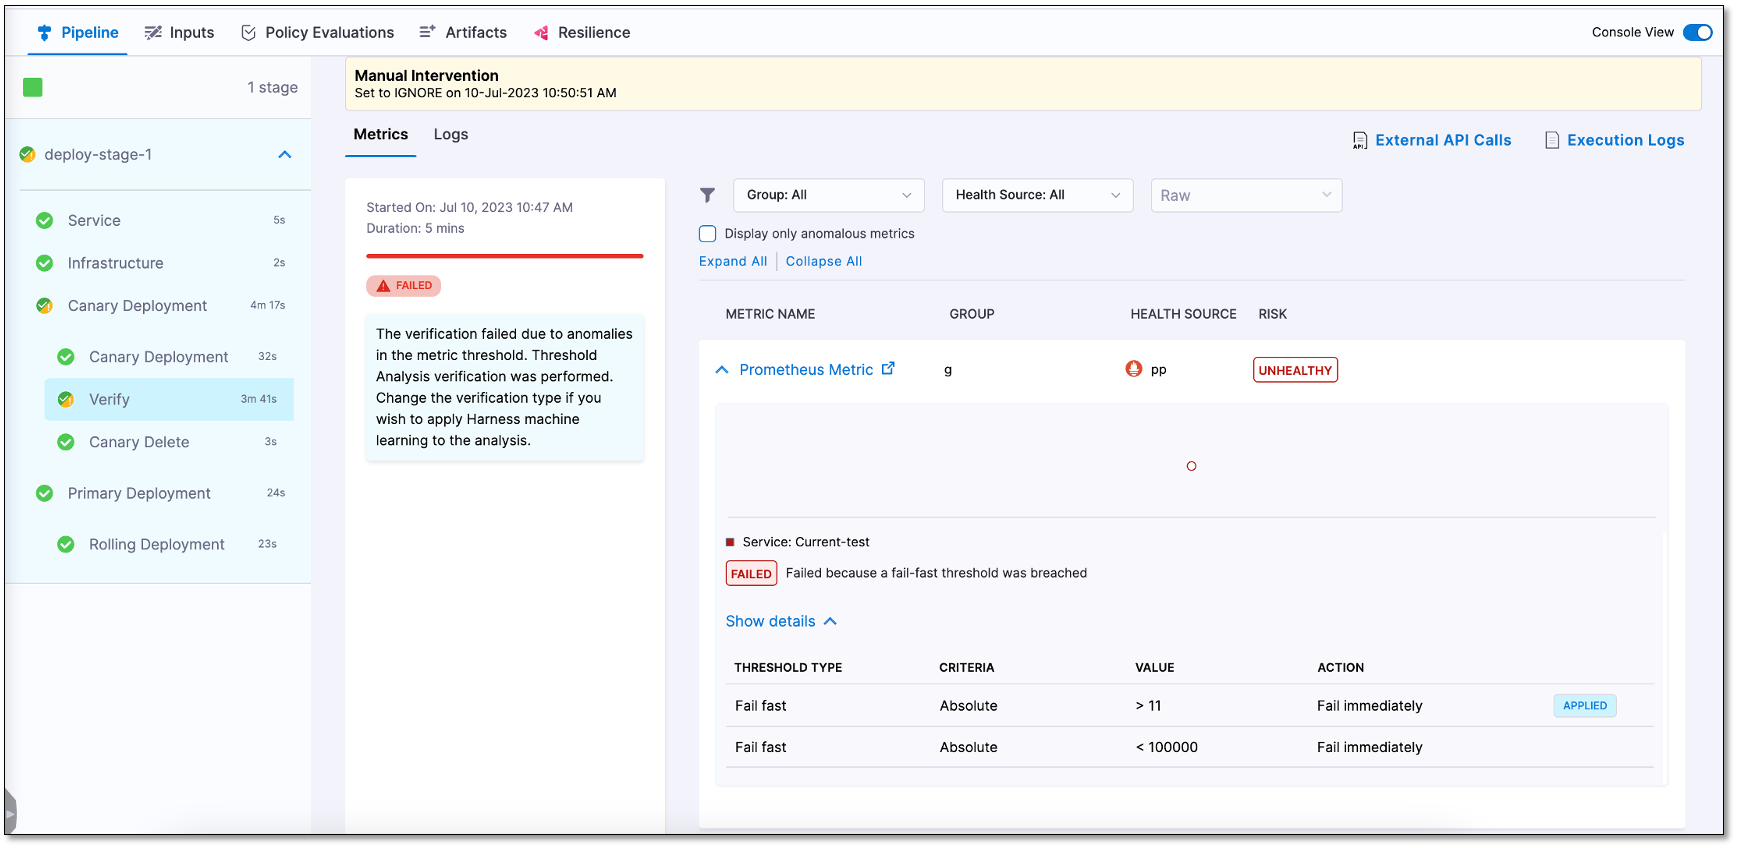 Pipeline
Inputs
Policy Evaluations
Artifacts
Resilience
Console View
1 stage
deploy-stage-1
Service 5s
Infrastructure 2s
Canary Deployment 4m 17s
Canary Deployment 32s
Verify 3m 41s
Canary Delete 3s
Primary Deployment 24s
Rolling Deployment 23s
Manual Intervention
Set to IGNORE on 10-Jul-2023 10:50:51 AM
Metrics
Logs
External API Calls
Execution Logs
Started On: Jul 10, 2023 10:47 AM
Duration: 5 mins
FAILED
The verification failed due to anomalies
in the metric threshold. Threshold
Analysis verification was performed.
Change the verification type if you
wish to apply Harness machine
learning to the analysis.
Group: All
Health Source: All
Raw
Display only anomalous metrics
Expand All
Collapse All
METRIC NAME GROUP HEALTH SOURCE RISK
Prometheus Metric g pp UNHEALTHY
Service: Current-test
FAILED Failed because a fail-fast threshold was breached
Show details
THRESHOLD TYPE CRITERIA VALUE ACTION
Fail fast Absolute > 11 Fail immediately APPLIED
Fail fast Absolute < 100000 Fail immediately